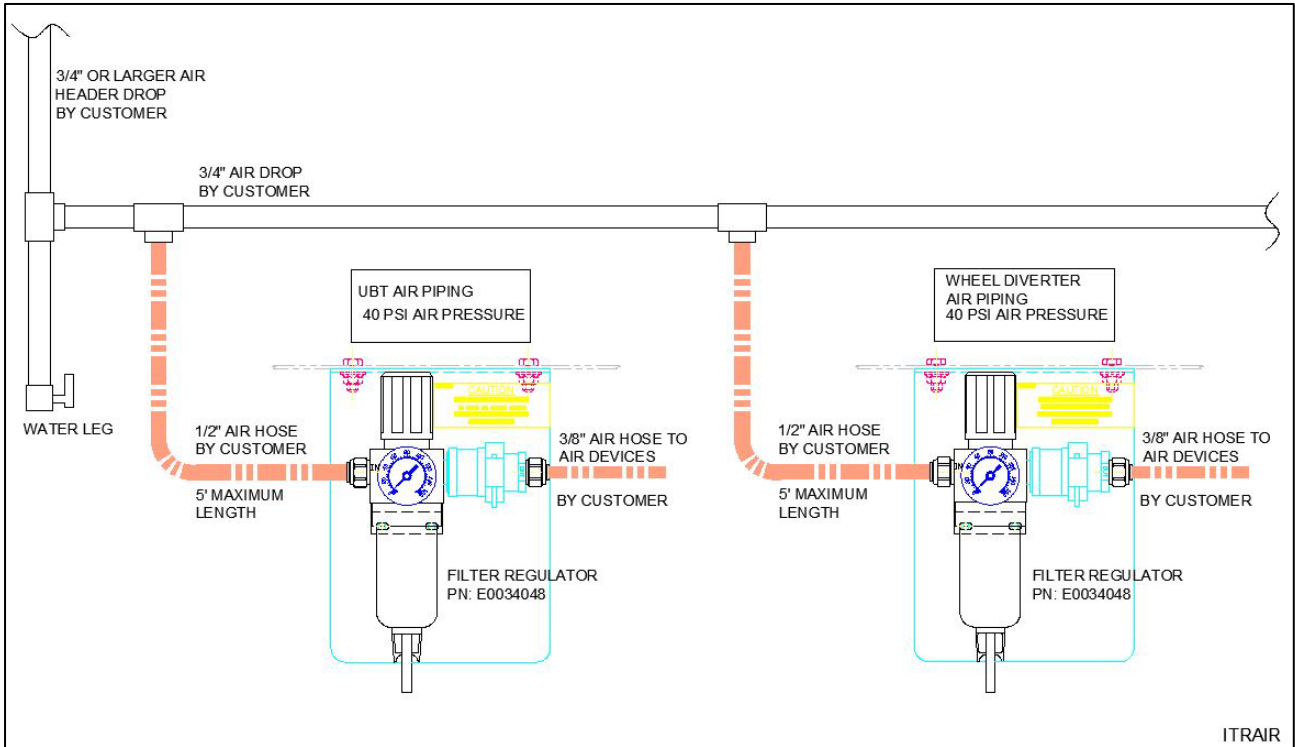 3/4" OR LARGER AIR
HEADER DROP
BY CUSTOMER
3/4" AIR DROP
BY CUSTOMER
UBT AIR PIPING
40 PSI AIR PRESSURE
WHEEL DIVERTER
AIR PIPING
40 PSI AIR PRESSURE
WATER LEG
CAUTION
1/2" AIR HOSE
BY CUSTOMER
5' MAXIMUM
LENGTH
IN
3/8" AIR HOSE TO
AIR DEVICES
BY CUSTOMER
FILTER REGULATOR
PN: E0034048
CAUTION
1/2" AIR HOSE
BY CUSTOMER
5' MAXIMUM
LENGTH
IN
3/8" AIR HOSE TO
AIR DEVICES
BY CUSTOMER
FILTER REGULATOR
PN: E0034048
ITRAIR